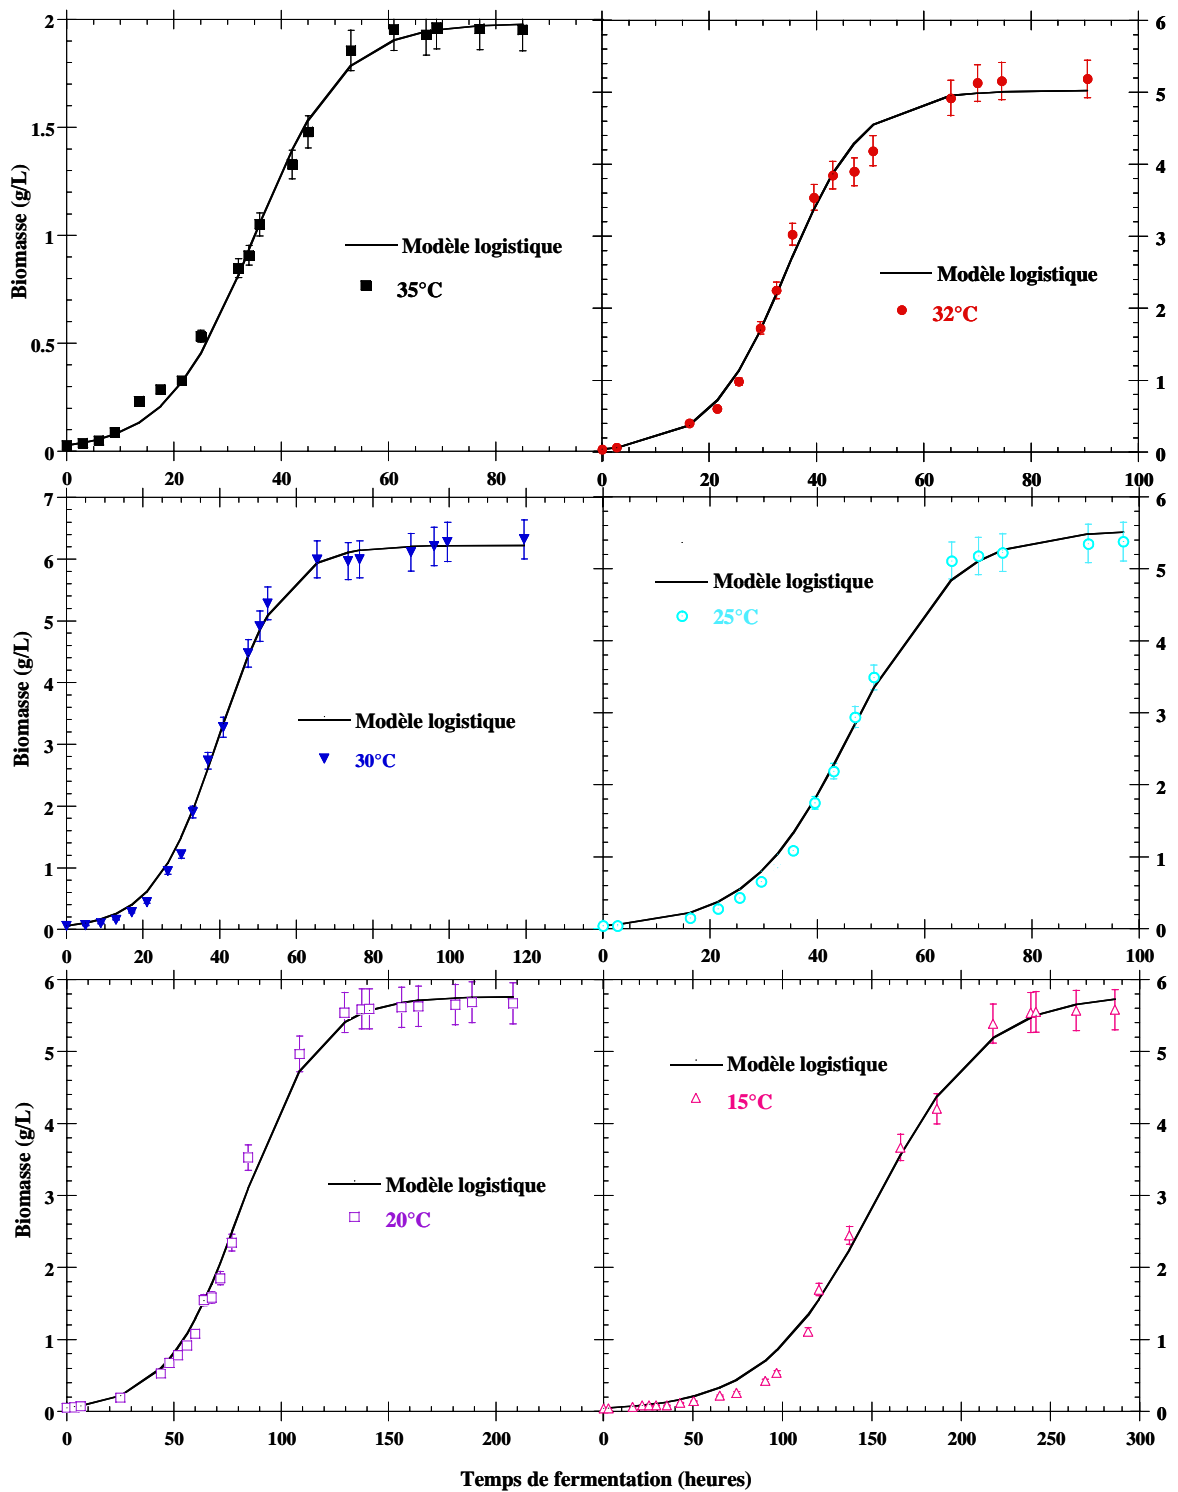 2
1.5
1
0.5
0
Biomasse (g/L)
Modèle logistique
35°C
0 20 40 60 80
6
5
4
3
2
1
0
Modèle logistique
32°C
0 20 40 60 80 100
7
6
5
4
3
2
1
0
Biomasse (g/L)
Modèle logistique
30°C
0 20 40 60 80 100 120
6
5
4
3
2
1
0
Modèle logistique
25°C
0 20 40 60 80 100
6
5
4
3
2
1
0
Biomasse (g/L)
Modèle logistique
20°C
0 50 100 150 200
6
5
4
3
2
1
0
Modèle logistique
15°C
0 50 100 150 200 250 300
Temps de fermentation (heures)